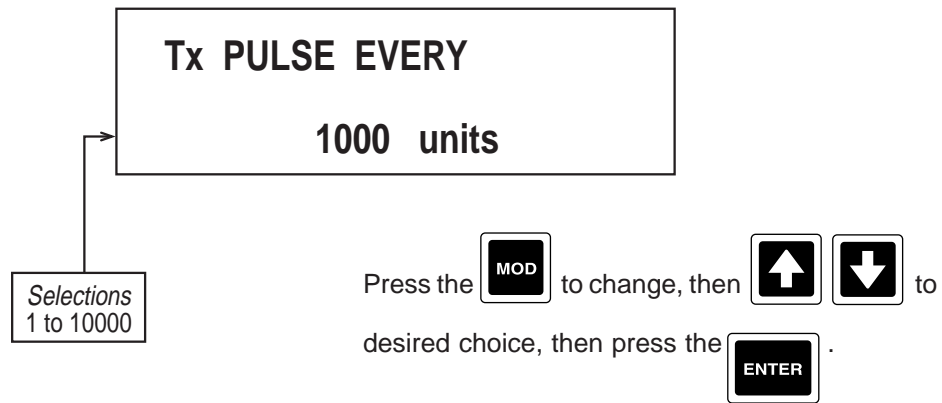 Tx PULSE EVERY
1000 units
Selections
1 to 10000
Press the MOD to change, then to
desired choice, then press the ENTER .